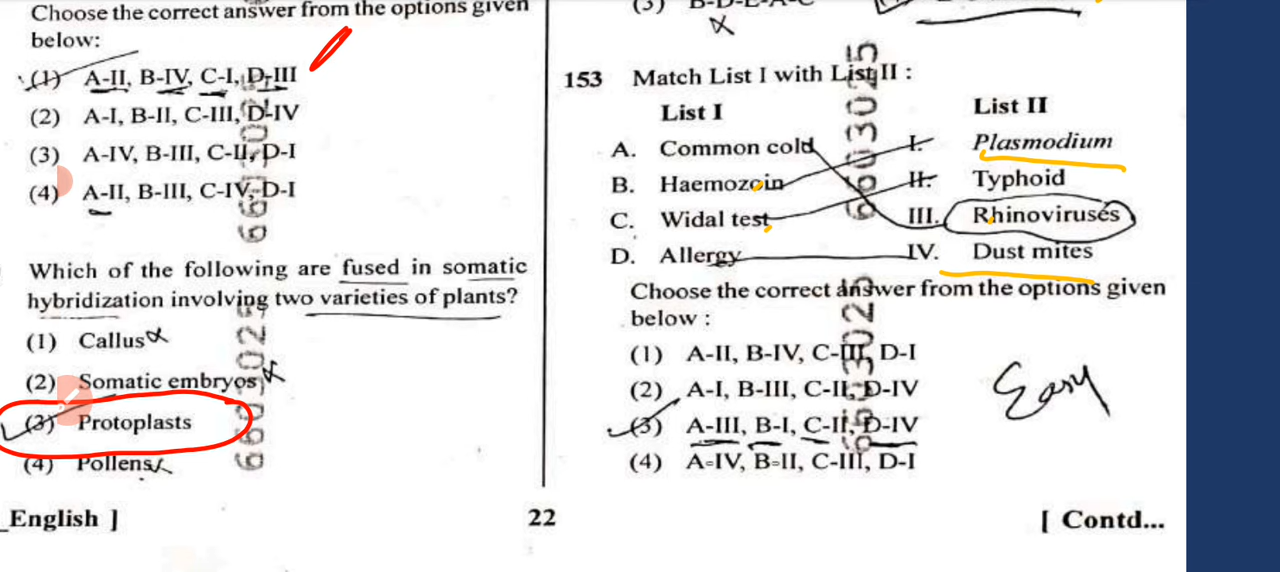 Choose the correct answer from the options given
below:
(1) A-II, B-IV, C-I, D-III
(2) A-I, B-II, C-III, D-IV
(3) A-IV, B-III, C-II, D-I
(4) A-II, B-III, C-IV, D-I
Which of the following are fused in somatic
hybridization involving two varieties of plants?
(1) Callus
(2) Somatic embryos
(3) Protoplasts
(4) Pollens
(3) B-D-E-A-C
153 Match List I with List II :
List I List II
A. Common cold I. Plasmodium
B. Haemozoin II. Typhoid
C. Widal test III. Rhinoviruses
D. Allergy IV. Dust mites
Choose the correct answer from the options given
below :
(1) A-II, B-IV, C-III, D-I
(2) A-I, B-III, C-II, D-IV
(3) A-III, B-I, C-II, D-IV
(4) A-IV, B-II, C-III, D-I
Easy
_English ] 22 [ Contd...